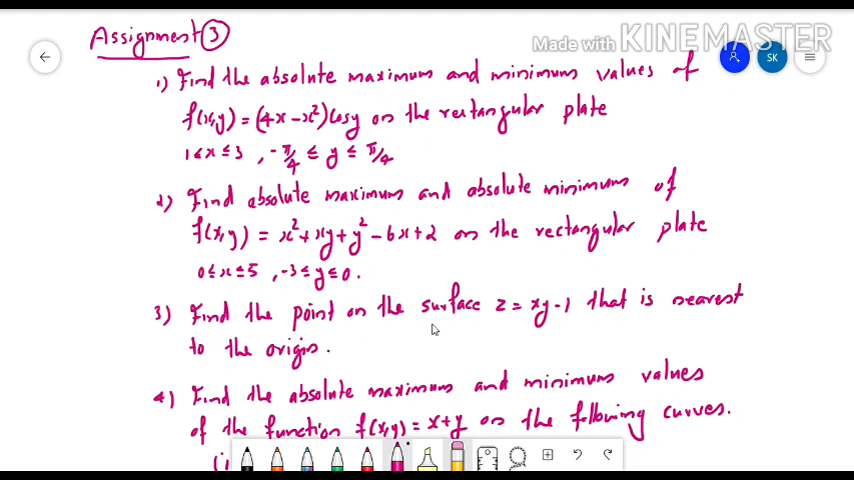 Assignment 3
Made with KINEMASTER
SK
1) Find the absolute maximum and minimum values of
f(x,y) = (4x - x²) cosy on the rectangular plate
1 ≤ x ≤ 3, -π/4 ≤ y ≤ π/4
2) Find absolute maximum and absolute minimum of
f(x,y) = x² + xy + y² - 6x + 2 on the rectangular plate
0 ≤ x ≤ 5, -3 ≤ y ≤ 0.
3) Find the point on the surface z = xy - 1 that is nearest
to the origin.
4) Find the absolute maximum and minimum values
of the function f(x,y) = x + y on the following curves.